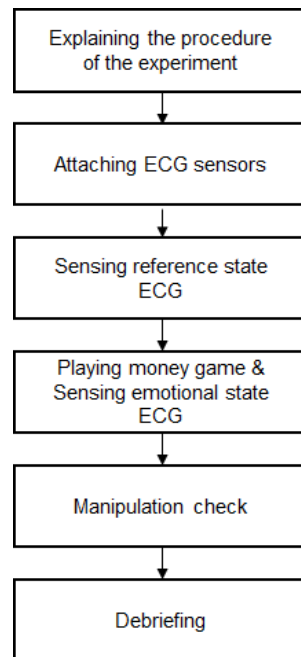 Explaining the procedure
of the experiment
Attaching ECG sensors
Sensing reference state
ECG
Playing money game &
Sensing emotional state
ECG
Manipulation check
Debriefing